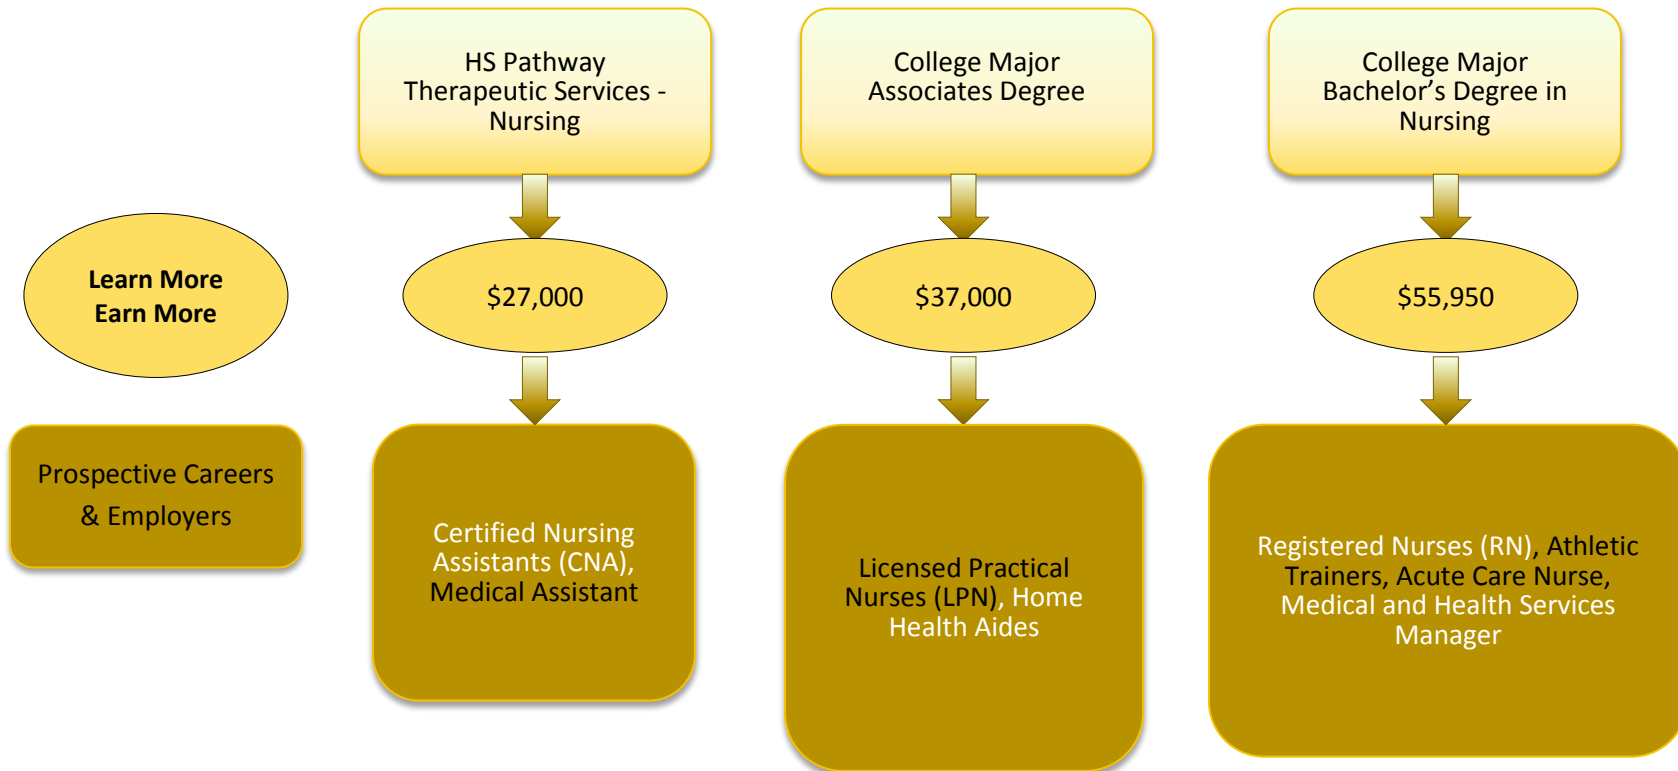 HS Pathway
Therapeutic Services -
Nursing
College Major
Associates Degree
College Major
Bachelor’s Degree in
Nursing
Learn More
Earn More
$27,000
$37,000
$55,950
Prospective Careers
& Employers
Certified Nursing
Assistants (CNA),
Medical Assistant
Licensed Practical
Nurses (LPN), Home
Health Aides
Registered Nurses (RN), Athletic
Trainers, Acute Care Nurse,
Medical and Health Services
Manager